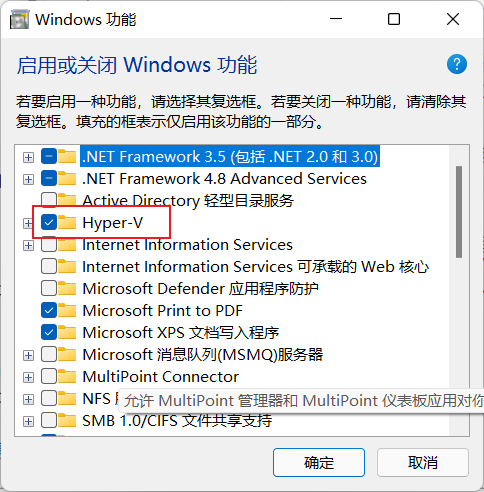 Windows 功能
启用或关闭 Windows 功能
若要启用一种功能，请选择其复选框。若要关闭一种功能，请清除其
复选框。填充的框表示仅启用该功能的一部分。
.NET Framework 3.5 (包括 .NET 2.0 和 3.0)
.NET Framework 4.8 Advanced Services
Active Directory 轻型目录服务
Hyper-V
Internet Information Services
Internet Information Services 可承载的 Web 核心
Microsoft Defender 应用程序防护
Microsoft Print to PDF
Microsoft XPS 文档写入程序
Microsoft 消息队列(MSMQ)服务器
MultiPoint Connector
NFS
允许 MultiPoint 管理器和 MultiPoint 仪表板应用对你
SMB 1.0/CIFS 文件共享支持
确定
取消